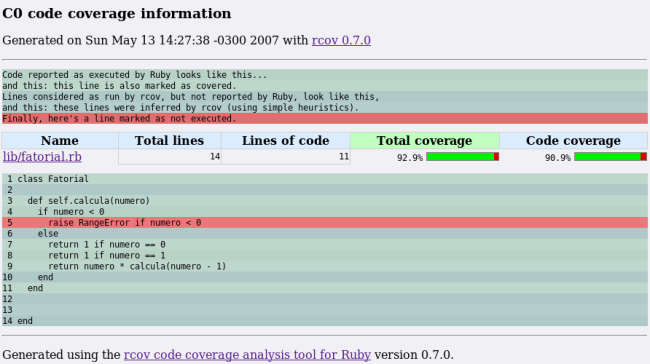 C0 code coverage information
Generated on Sun May 13 14:27:38 -0300 2007 with rcov 0.7.0
Code reported as executed by Ruby looks like this...
and this: this line is also marked as covered.
Lines considered as run by rcov, but not reported by Ruby, look like this,
and this: these lines were inferred by rcov (using simple heuristics).
Finally, here's a line marked as not executed.
Name Total lines Lines of code Total coverage Code coverage
lib/fatorial.rb 14 11 92.9% 90.9%
1 class Fatorial
2
3   def self.calcula(numero)
4     if numero < 0
5       raise RangeError if numero < 0
6     else
7       return 1 if numero == 0
8       return 1 if numero == 1
9       return numero * calcula(numero - 1)
10     end
11   end
12
13
14 end
Generated using the rcov code coverage analysis tool for Ruby version 0.7.0.